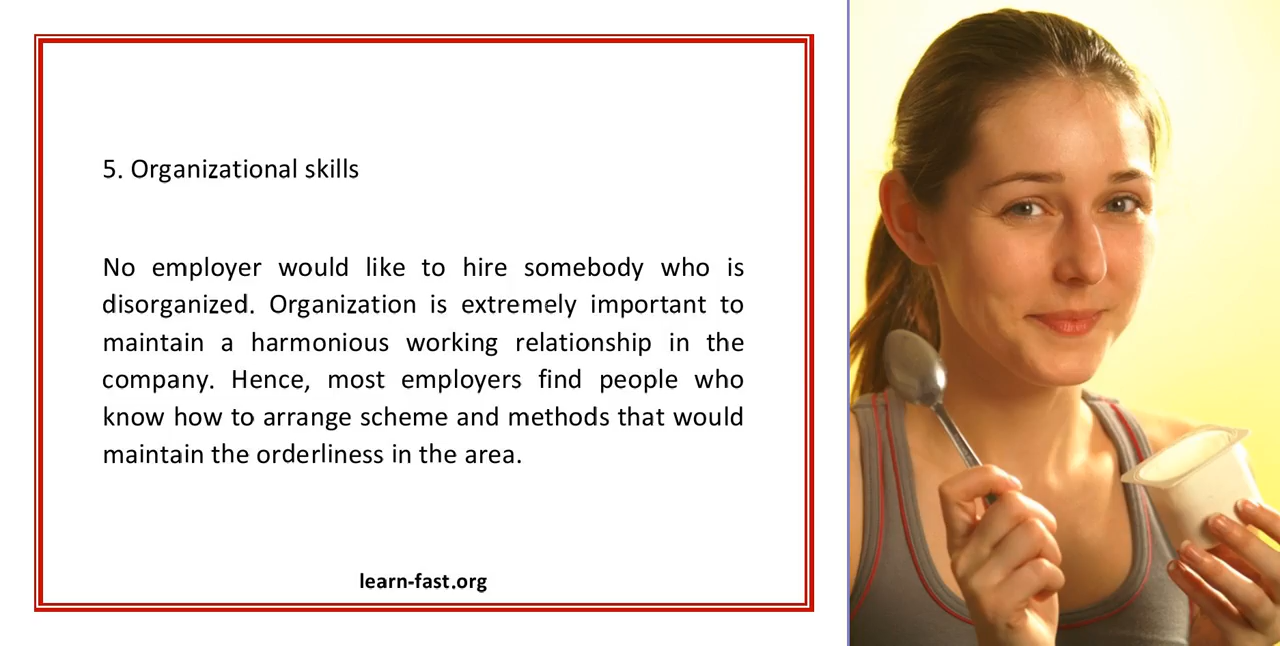 5. Organizational skills
No employer would like to hire somebody who is
disorganized. Organization is extremely important to
maintain a harmonious working relationship in the
company. Hence, most employers find people who
know how to arrange scheme and methods that would
maintain the orderliness in the area.
learn-fast.org